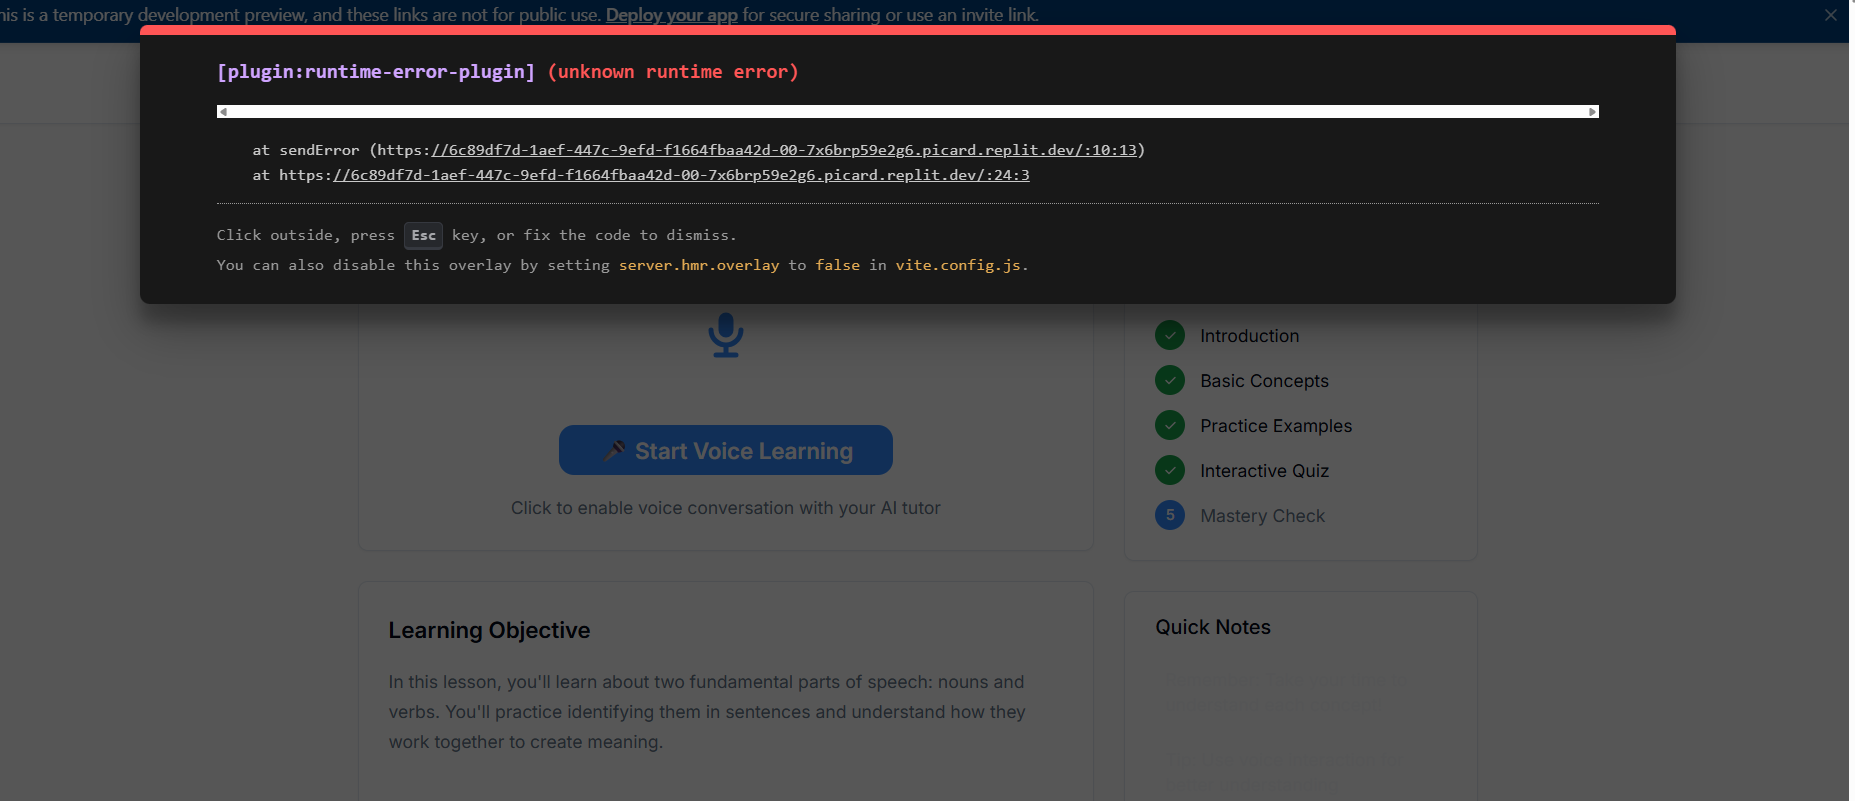 his is a temporary development preview, and these links are not for public use. Deploy your app for secure sharing or use an invite link.
[plugin:runtime-error-plugin] (unknown runtime error)
at sendError (https://6c89df7d-1aef-447c-9efd-f1664fbaa42d-00-7x6brp59e2g6.picard.replit.dev/:10:13)
at https://6c89df7d-1aef-447c-9efd-f1664fbaa42d-00-7x6brp59e2g6.picard.replit.dev/:24:3
Click outside, press Esc key, or fix the code to dismiss.
You can also disable this overlay by setting server.hmr.overlay to false in vite.config.js.
Introduction
Basic Concepts
Practice Examples
Interactive Quiz
5 Mastery Check
🎤 Start Voice Learning
Click to enable voice conversation with your AI tutor
Learning Objective
In this lesson, you'll learn about two fundamental parts of speech: nouns and
verbs. You'll practice identifying them in sentences and understand how they
work together to create meaning.
Quick Notes